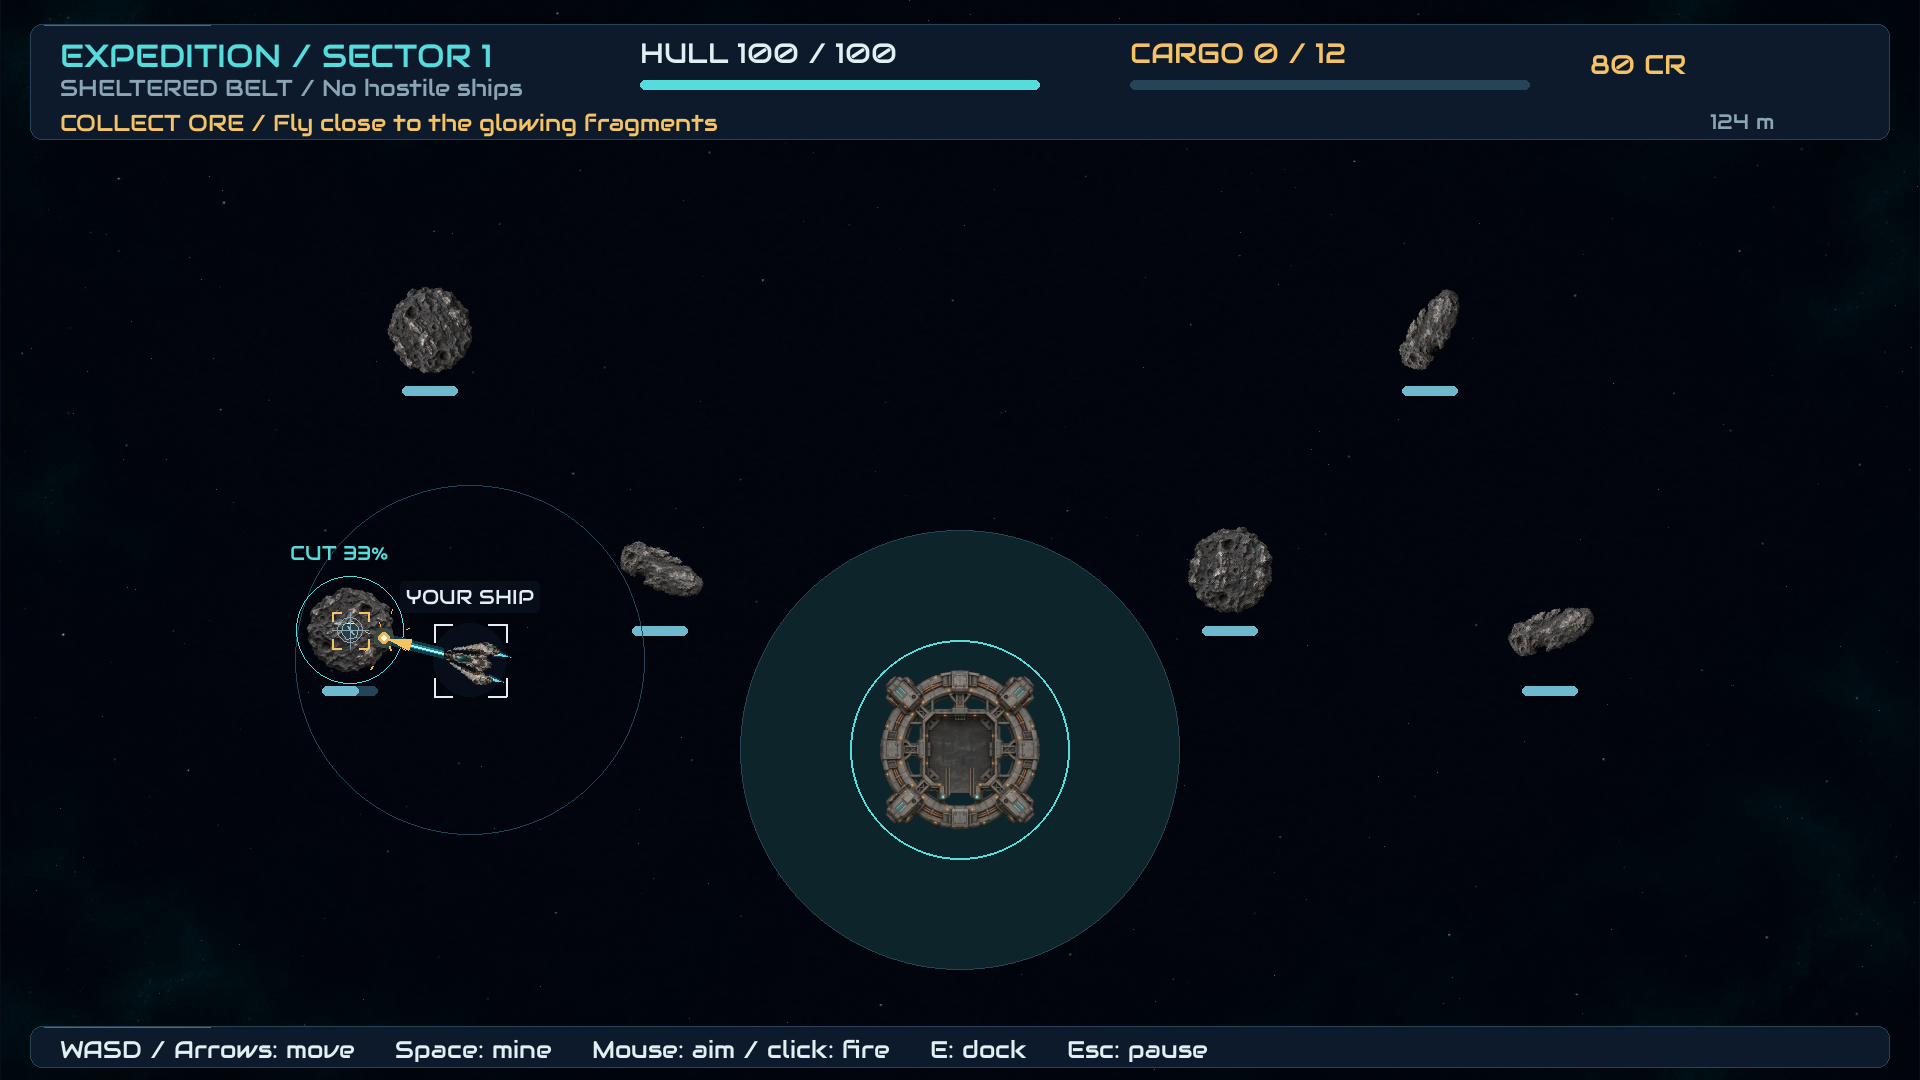 EXPEDITION / SECTOR 1
SHELTERED BELT / No hostile ships
COLLECT ORE / Fly close to the glowing fragments
HULL 100 / 100
CARGO 0 / 12
80 CR
124 m
CUT 33%
YOUR SHIP
WASD / Arrows: move Space: mine Mouse: aim / click: fire E: dock Esc: pause